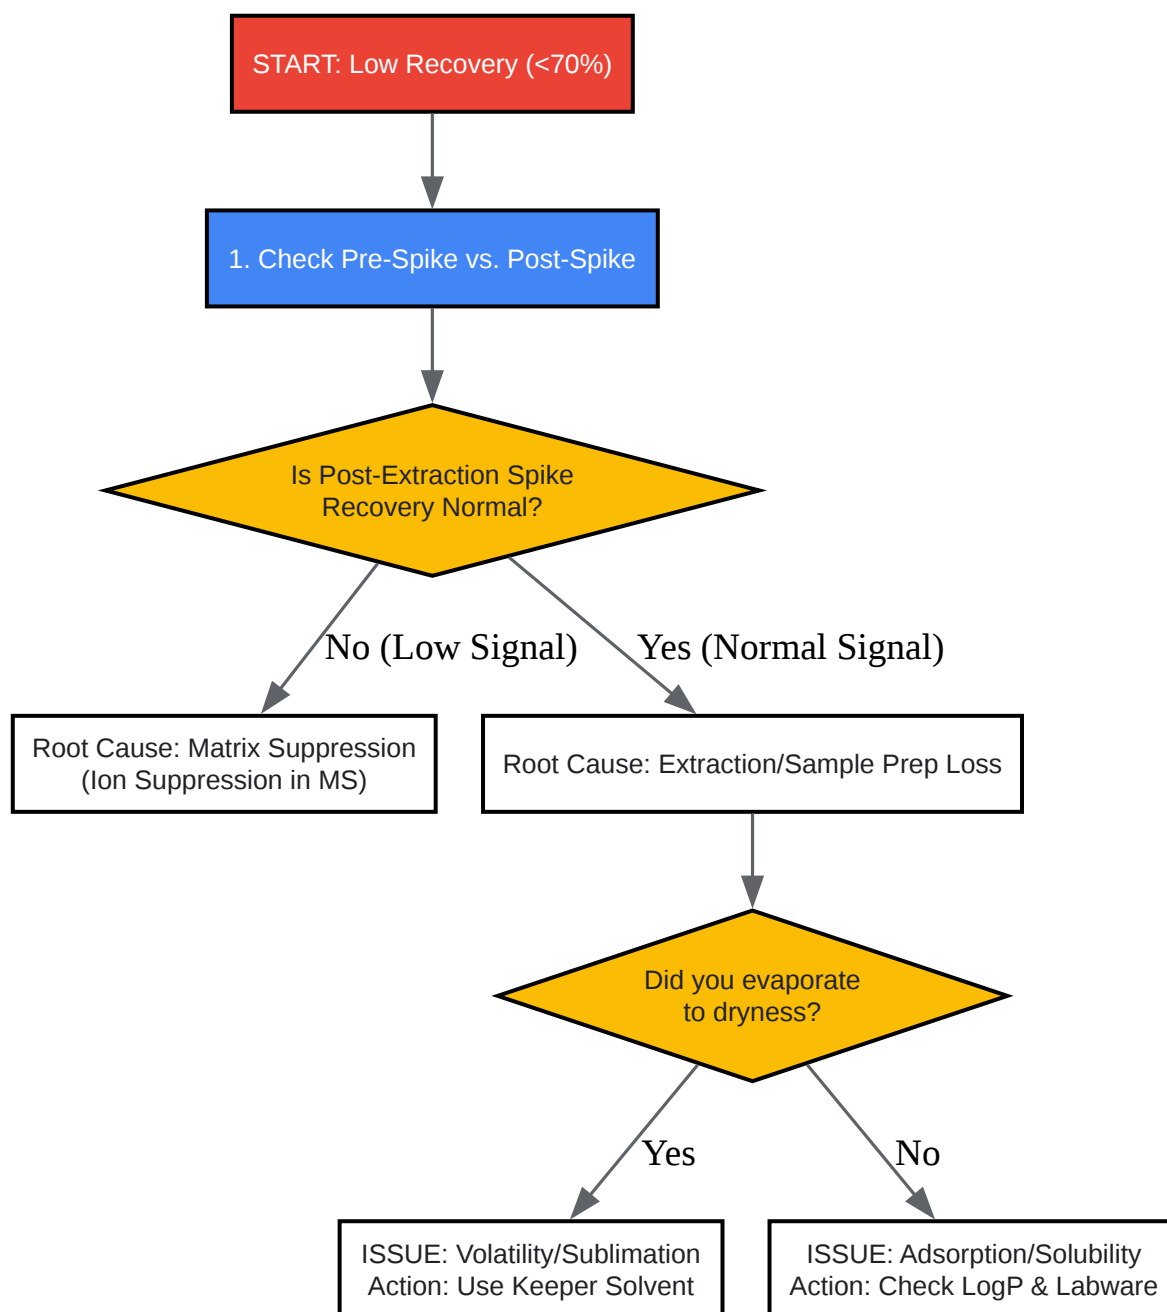 START: Low Recovery (<70%)
1. Check Pre-Spike vs. Post-Spike
Is Post-Extraction Spike
Recovery Normal?
No (Low Signal)
Yes (Normal Signal)
Root Cause: Matrix Suppression
(Ion Suppression in MS)
Root Cause: Extraction/Sample Prep Loss
Did you evaporate
to dryness?
Yes
No
ISSUE: Volatility/Sublimation
Action: Use Keeper Solvent
ISSUE: Adsorption/Solubility
Action: Check LogP & Labware